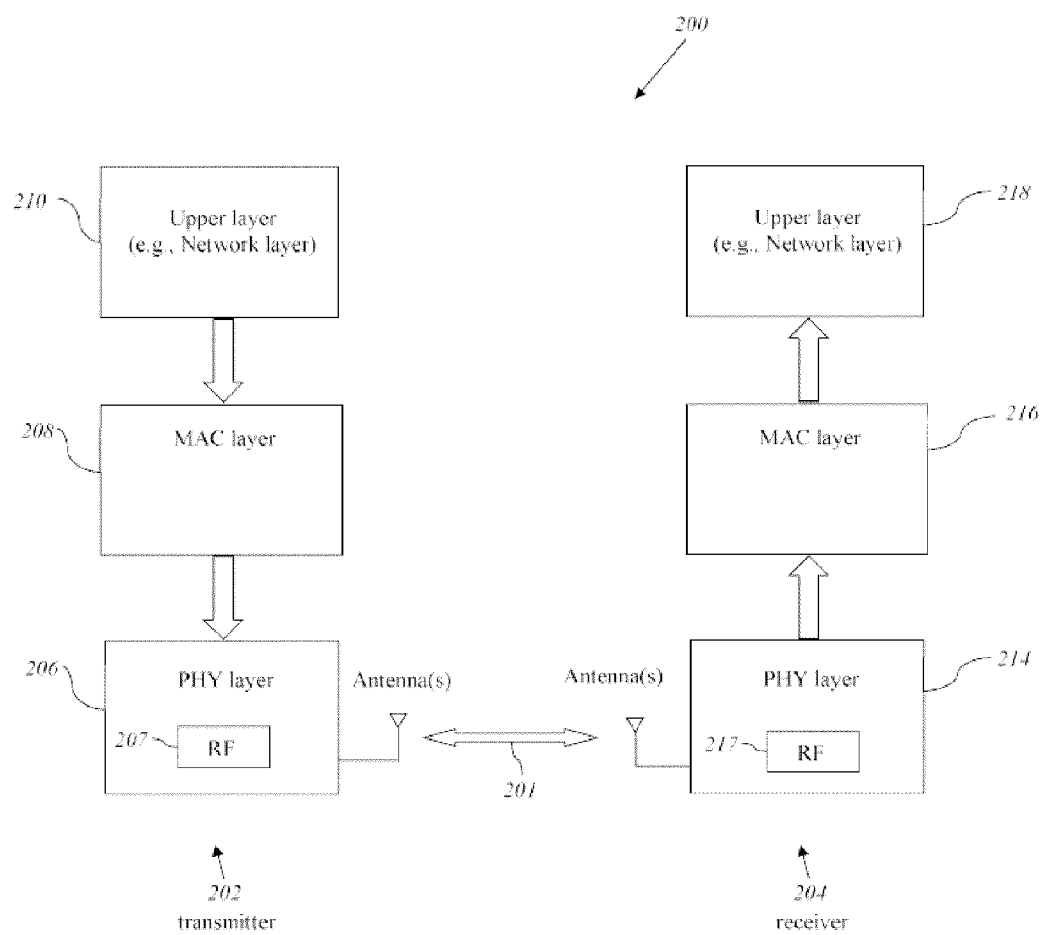 200
210
Upper layer
(e.g., Network layer)
Upper layer
(e.g., Network layer)
218
208
MAC layer
MAC layer
216
206
PHY layer
Antenna(s)
Antenna(s)
PHY layer
214
207
RF
201
217
RF
202
transmitter
204
receiver